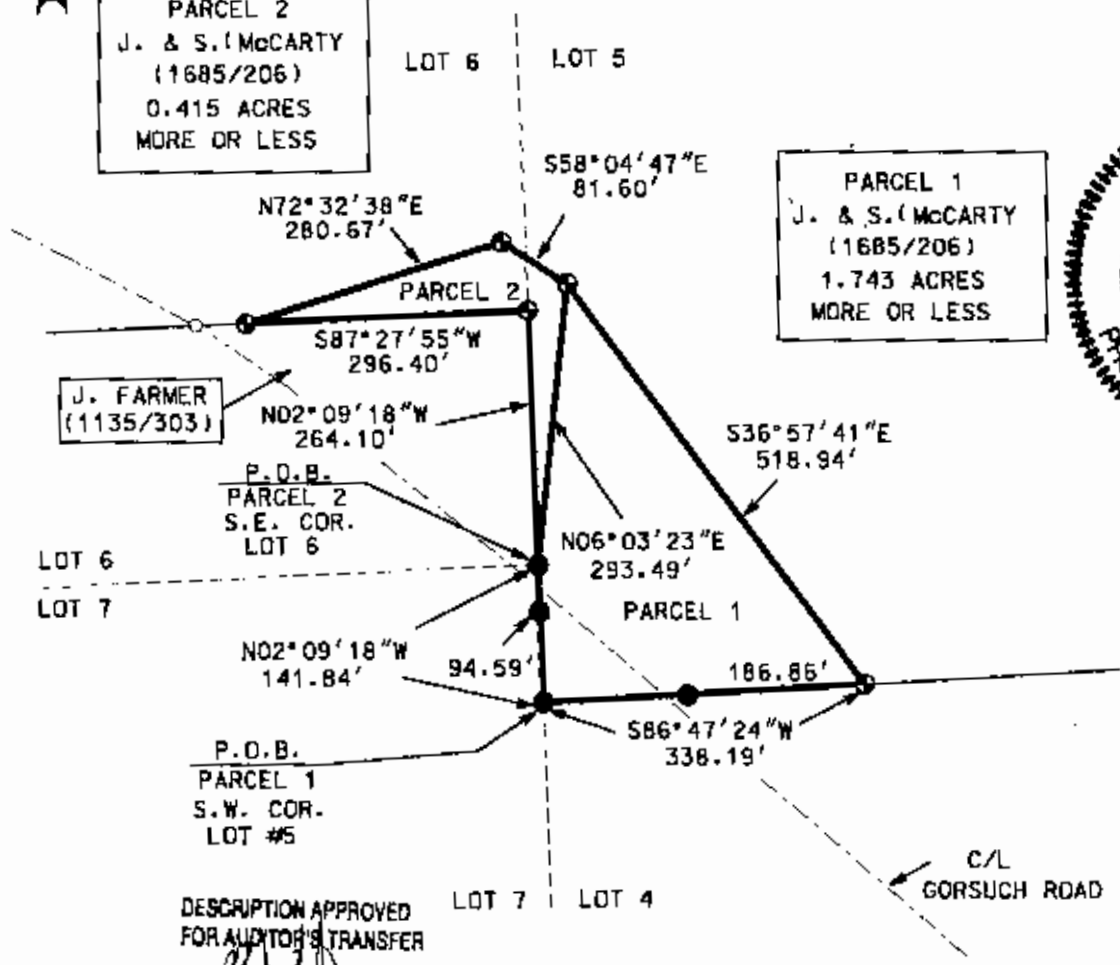 PARCEL 2
J. & S.(McCARTY
(1685/206)
0.415 ACRES
MORE OR LESS
LOT 6
LOT 5
S58°04'47"E
81.60'
N72°32'38"E
280.67'
PARCEL 1
J. & S.(McCARTY
(1685/206)
1.743 ACRES
MORE OR LESS
PARCEL 2
S87°27'55"W
296.40'
J. FARMER
(1135/303)
N02°09'18"W
264.10'
S36°57'41"E
518.94'
P.O.B.
PARCEL 2
S.E. COR.
LOT 6
N06°03'23"E
293.49'
LOT 6
LOT 7
PARCEL 1
N02°09'18"W
141.84'
94.59'
186.86'
S86°47'24"W
338.19'
P.O.B.
PARCEL 1
S.W. COR.
LOT #5
C/L
GORSUCH ROAD
LOT 7
LOT 4
DESCRIPTION APPROVED
FOR AUDITOR'S TRANSFER